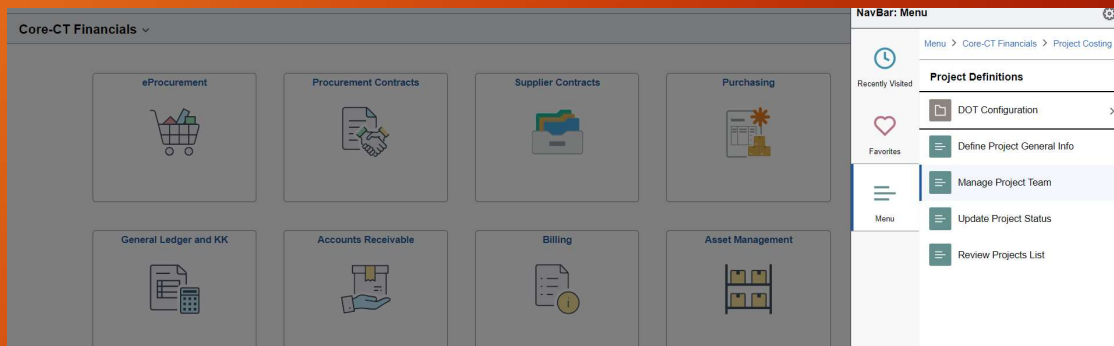 NavBar: Menu
Core-CT Financials
Menu > Core-CT Financials > Project Costing
Recently Visited
Project Definitions
DOT Configuration
Favorites
Define Project General Info
Manage Project Team
Menu
Update Project Status
Review Projects List
eProcurement
Procurement Contracts
Supplier Contracts
Purchasing
General Ledger and KK
Accounts Receivable
Billing
Asset Management